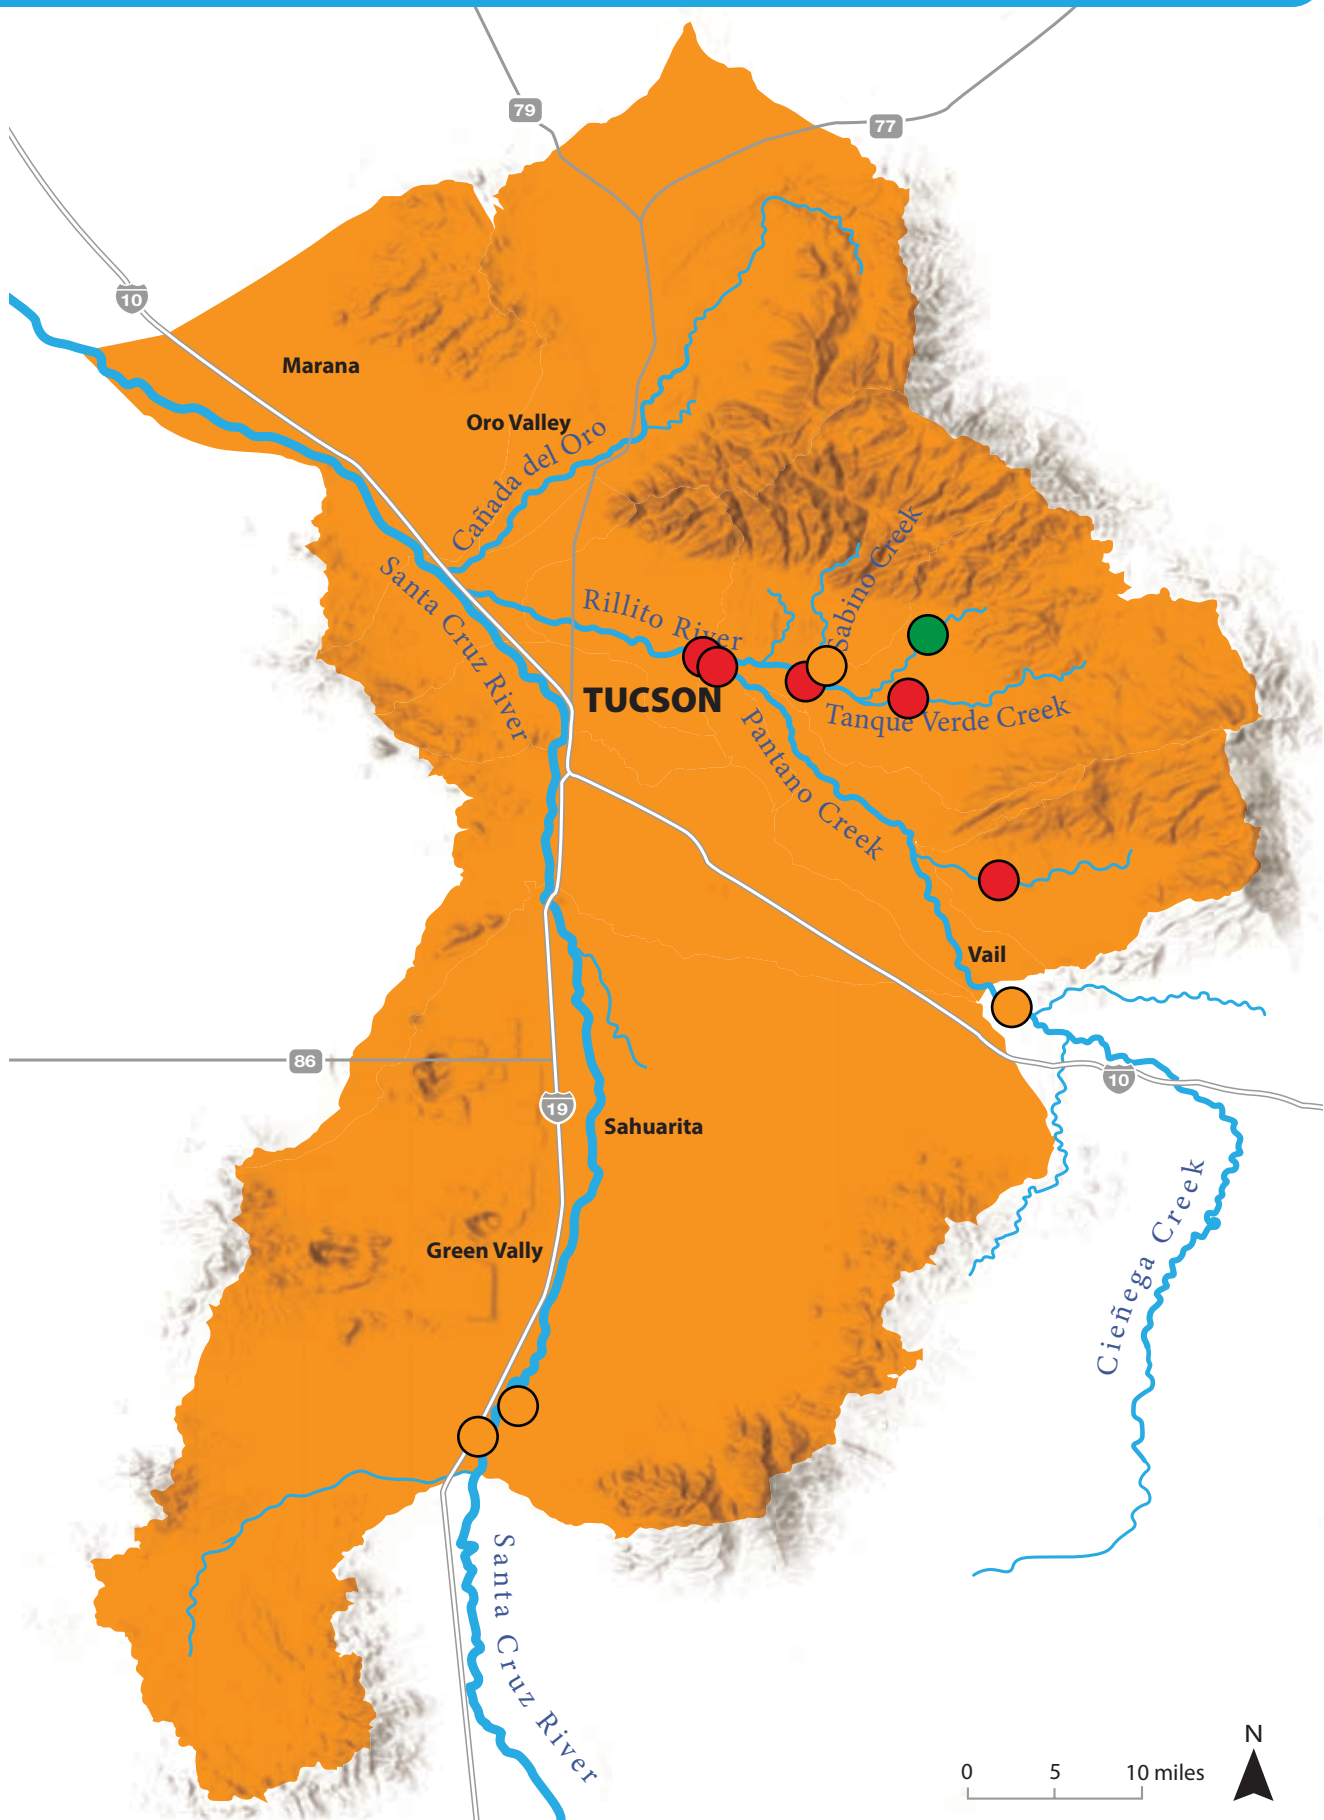 79
77
10
Marana
Oro Valley
Cañada del Oro
Santa Cruz River
Rillito River
Sabino Creek
TUCSON
Tanque Verde Creek
Pantano Creek
Vail
86
10
19
Sahuarita
Cieñega Creek
Green Vally
Santa Cruz River
N
0 5 10 miles